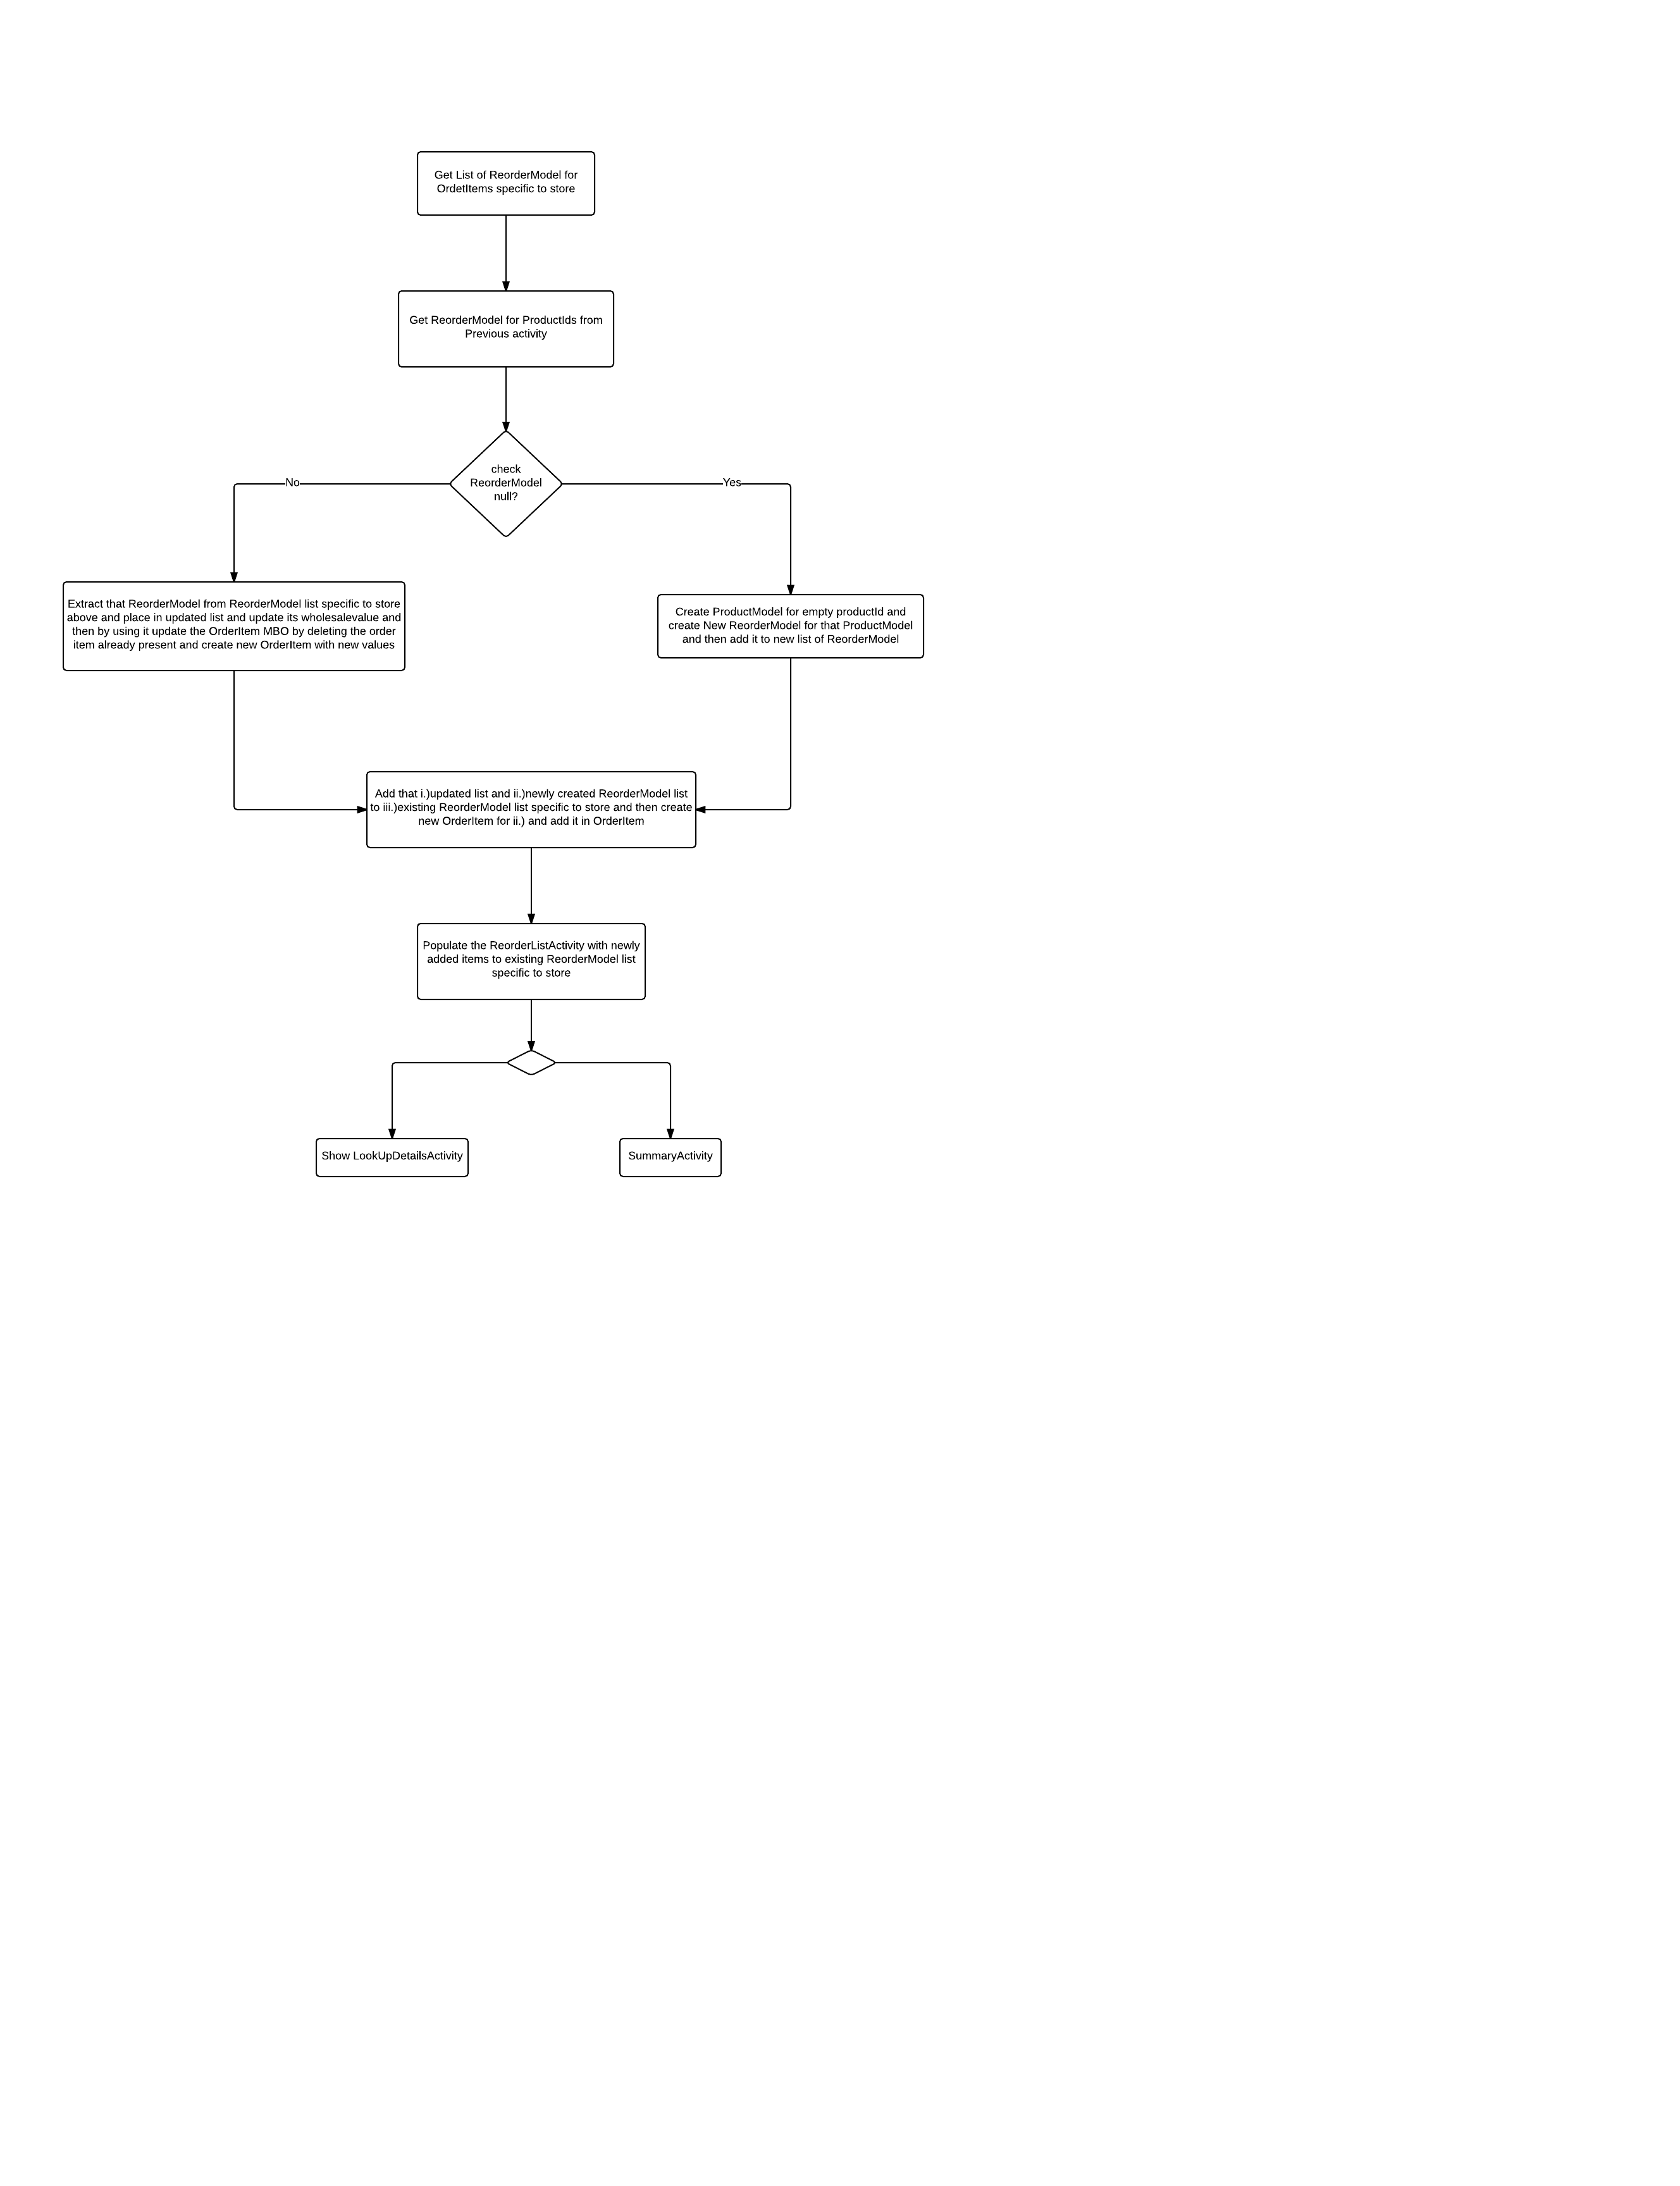 Get List of ReorderModel for
OrdetItems specific to store
Get ReorderModel for ProductIds from
Previous activity
check
ReorderModel
null?
No
Yes
Extract that ReorderModel from ReorderModel list specific to store
above and place in updated list and update its wholesalevalue and
then by using it update the OrderItem MBO by deleting the order
item already present and create new OrderItem with new values
Create ProductModel for empty productId and
create New ReorderModel for that ProductModel
and then add it to new list of ReorderModel
Add that i.)updated list and ii.)newly created ReorderModel list
to iii.)existing ReorderModel list specific to store and then create
new OrderItem for ii.) and add it in OrderItem
Populate the ReorderListActivity with newly
added items to existing ReorderModel list
specific to store
Show LookUpDetailsActivity
SummaryActivity